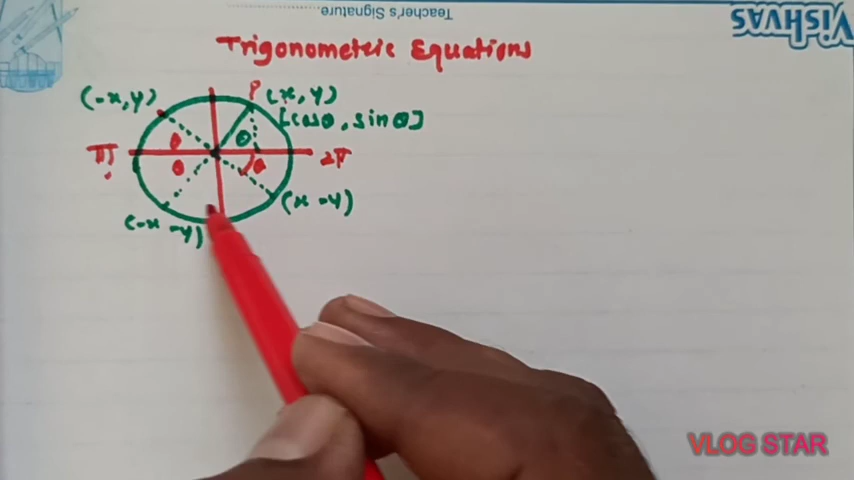 Teacher's Signature
VISHVAS
Trigonometric Equations
P (x, y)
(-x, y)
[cosθ, sinθ]
θ θ
π 2π
θ θ
(x -y)
(-x -y)
VLOG STAR